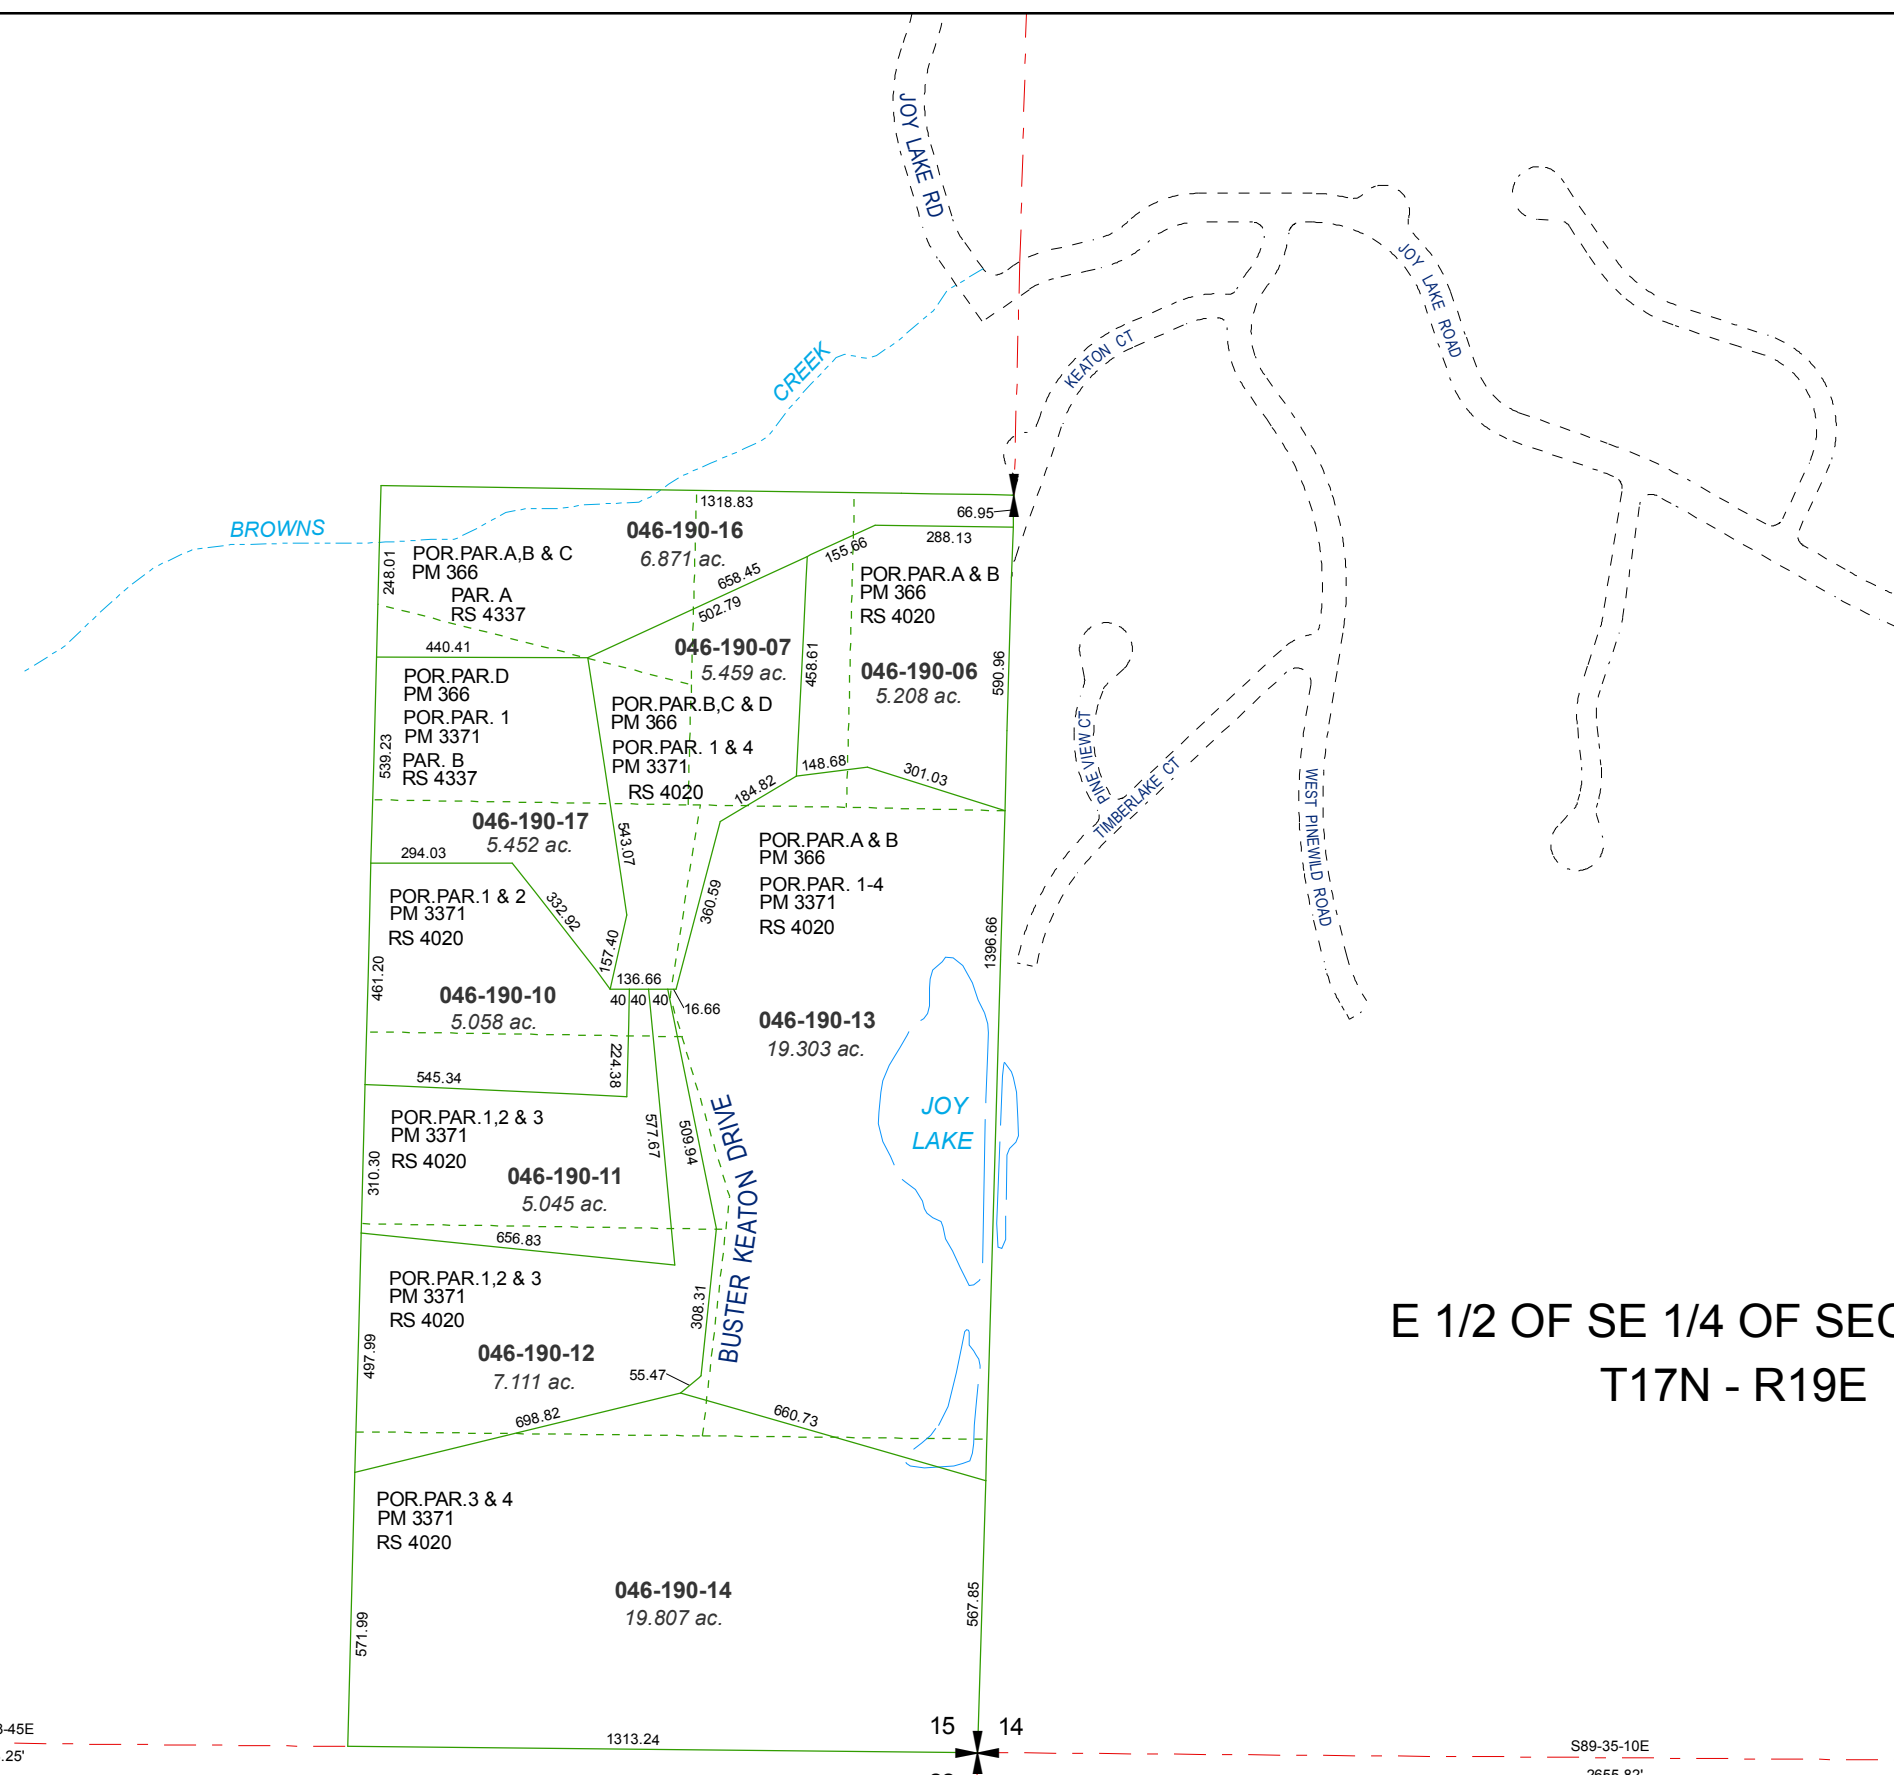 JOY LAKE RD
JOY LAKE ROAD
KEATON CT
CREEK
BROWNS
1318.83
66.95
046-190-16
6.871 ac.
288.13
155.66
248.01
POR.PAR.A,B & C
PM 366
PAR. A
RS 4337
658.45
502.79
POR.PAR.A & B
PM 366
RS 4020
440.41
046-190-07
5.459 ac.
458.61
046-190-06
5.208 ac.
590.96
POR.PAR.D
PM 366
POR.PAR. 1
PM 3371
PAR. B
RS 4337
539.23
POR.PAR.B,C & D
PM 366
POR.PAR. 1 & 4
PM 3371
RS 4020
148.68
301.03
184.82
PINE VIEW CT
TIMBERLAKE CT
WEST PINEWILD ROAD
046-190-17
5.452 ac.
543.07
294.03
332.92
POR.PAR.A & B
PM 366
POR.PAR. 1-4
PM 3371
RS 4020
360.59
POR.PAR.1 & 2
PM 3371
RS 4020
157.40
1396.66
461.20
136.66
40
40
40
16.66
046-190-10
5.058 ac.
046-190-13
19.303 ac.
224.38
545.34
JOY
LAKE
POR.PAR.1,2 & 3
PM 3371
RS 4020
577.67
509.94
BUSTER KEATON DRIVE
310.30
046-190-11
5.045 ac.
656.83
POR.PAR.1,2 & 3
PM 3371
RS 4020
308.31
497.99
046-190-12
7.111 ac.
55.47
698.82
660.73
E 1/2 OF SE 1/4 OF SEC
T17N - R19E
POR.PAR.3 & 4
PM 3371
RS 4020
046-190-14
19.807 ac.
571.99
567.85
15
14
1313.24
-45E
.25'
S89-35-10E
2655.82'